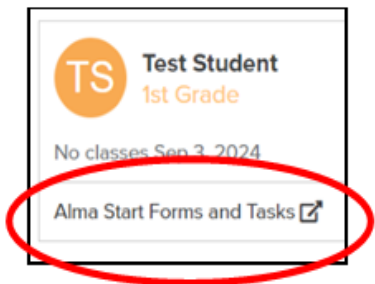 TS
Test Student
1st Grade
No classes Sep 3, 2024
Alma Start Forms and Tasks